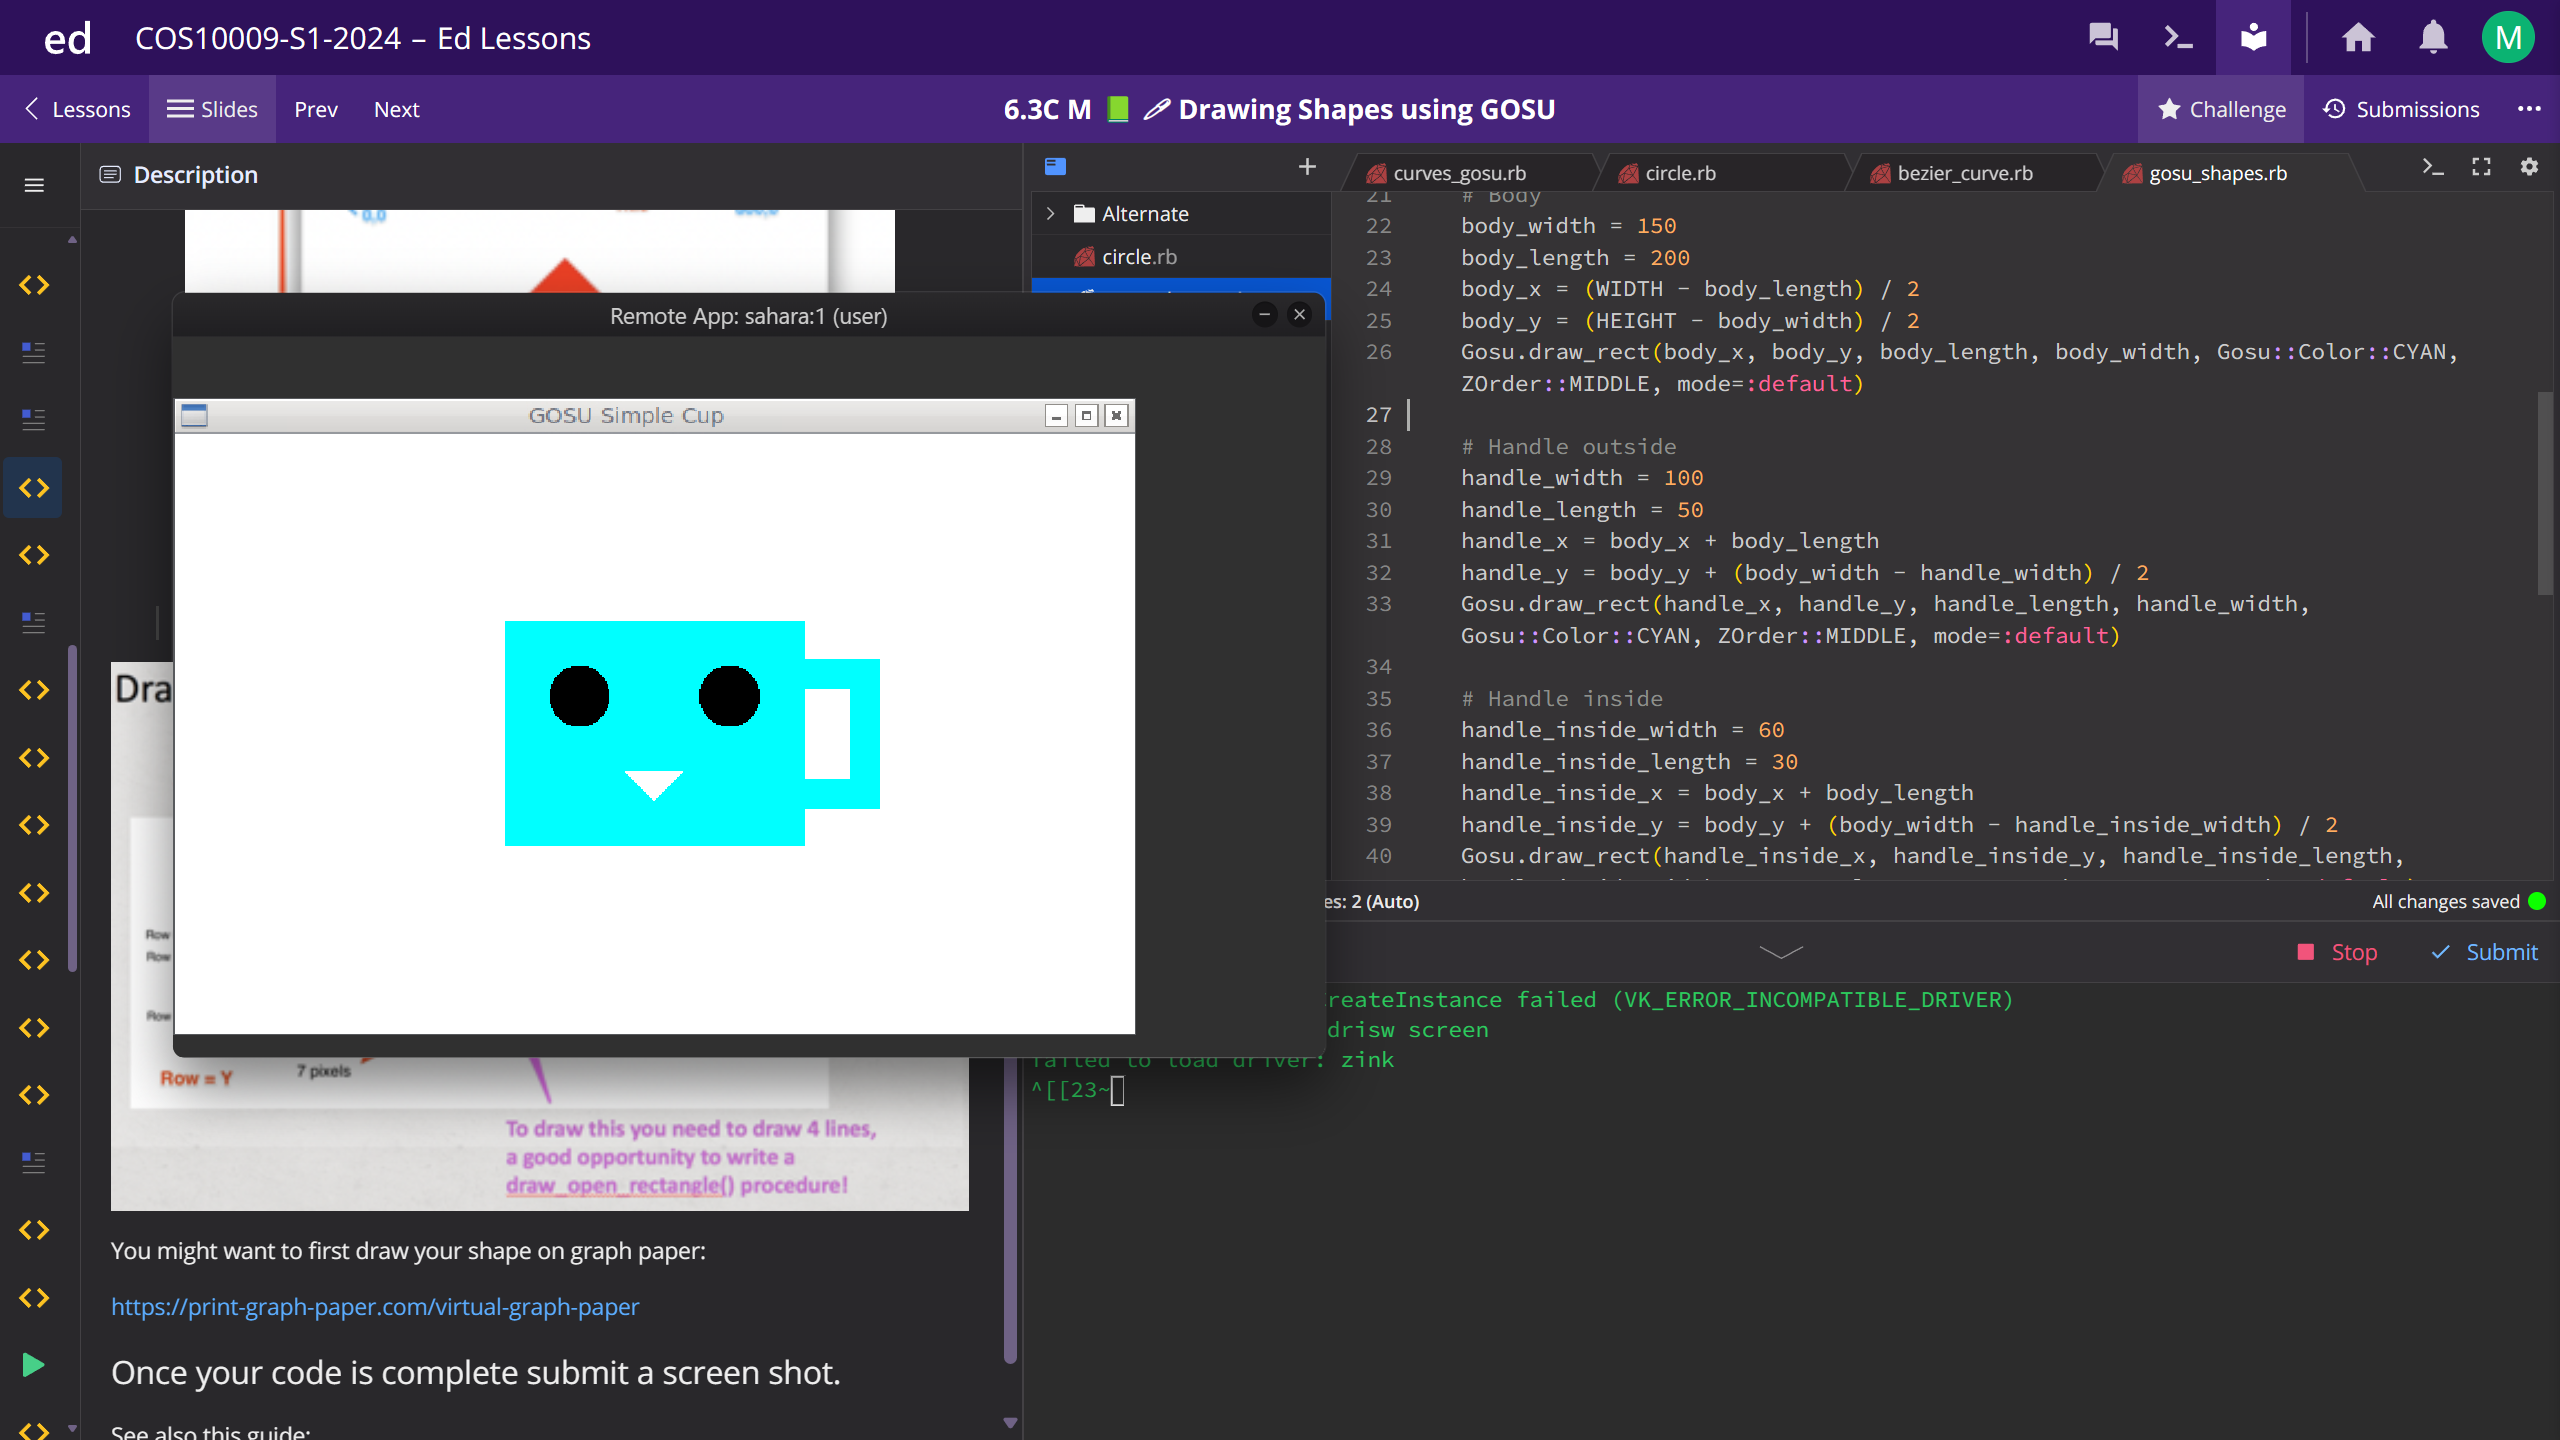 ed COS10009-S1-2024 – Ed Lessons
M
Lessons Slides Prev Next
6.3C M Drawing Shapes using GOSU
Challenge Submissions
Description
0,0
Alternate
circle.rb
curves_gosu.rb circle.rb bezier_curve.rb gosu_shapes.rb
21 # Body
22 body_width = 150
23 body_length = 200
24 body_x = (WIDTH - body_length) / 2
25 body_y = (HEIGHT - body_width) / 2
26 Gosu.draw_rect(body_x, body_y, body_length, body_width, Gosu::Color::CYAN,
ZOrder::MIDDLE, mode=:default)
27
28 # Handle outside
29 handle_width = 100
30 handle_length = 50
31 handle_x = body_x + body_length
32 handle_y = body_y + (body_width - handle_width) / 2
33 Gosu.draw_rect(handle_x, handle_y, handle_length, handle_width,
Gosu::Color::CYAN, ZOrder::MIDDLE, mode=:default)
34
35 # Handle inside
36 handle_inside_width = 60
37 handle_inside_length = 30
38 handle_inside_x = body_x + body_length
39 handle_inside_y = body_y + (body_width - handle_inside_width) / 2
40 Gosu.draw_rect(handle_inside_x, handle_inside_y, handle_inside_length,
Remote App: sahara:1 (user)
GOSU Simple Cup
es: 2 (Auto)
All changes saved
Stop Submit
reateInstance failed (VK_ERROR_INCOMPATIBLE_DRIVER)
drisw screen
failed to load driver: zink
^[[23~
Dra
Row
Row
Row
Row = Y
7 pixels
To draw this you need to draw 4 lines,
a good opportunity to write a
draw_open_rectangle() procedure!
You might want to first draw your shape on graph paper:
https://print-graph-paper.com/virtual-graph-paper
Once your code is complete submit a screen shot.
See also this guide: